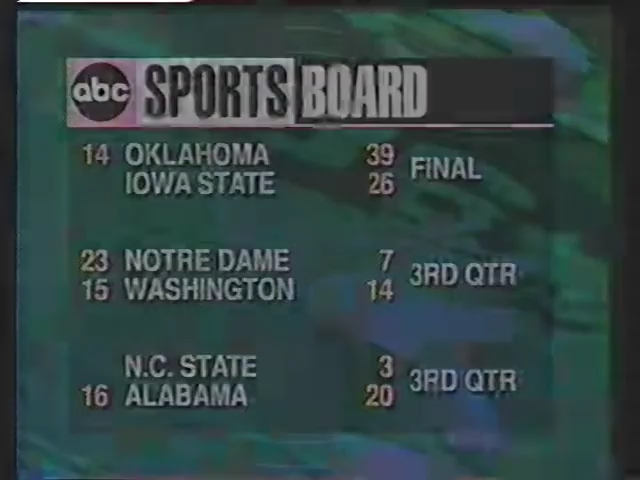 abc SPORTS BOARD
14 OKLAHOMA 39 FINAL
IOWA STATE 26
23 NOTRE DAME 7 3RD QTR
15 WASHINGTON 14
N.C. STATE 3 3RD QTR
16 ALABAMA 20